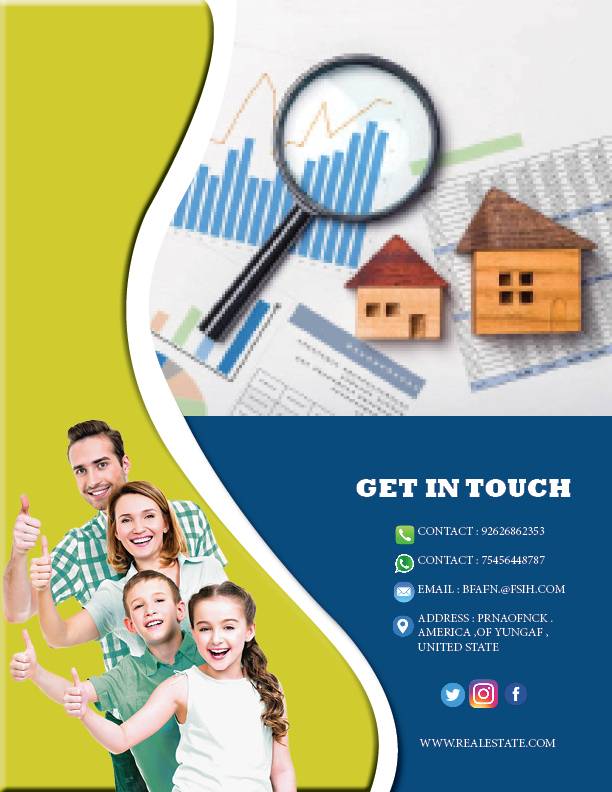 GET IN TOUCH
CONTACT : 92626862353
CONTACT : 75456448787
EMAIL : BFAFN.@FSIH.COM
ADDRESS : PRNAOFNCK .
AMERICA ,OF YUNGAF ,
UNITED STATE
WWW.REALESTATE.COM